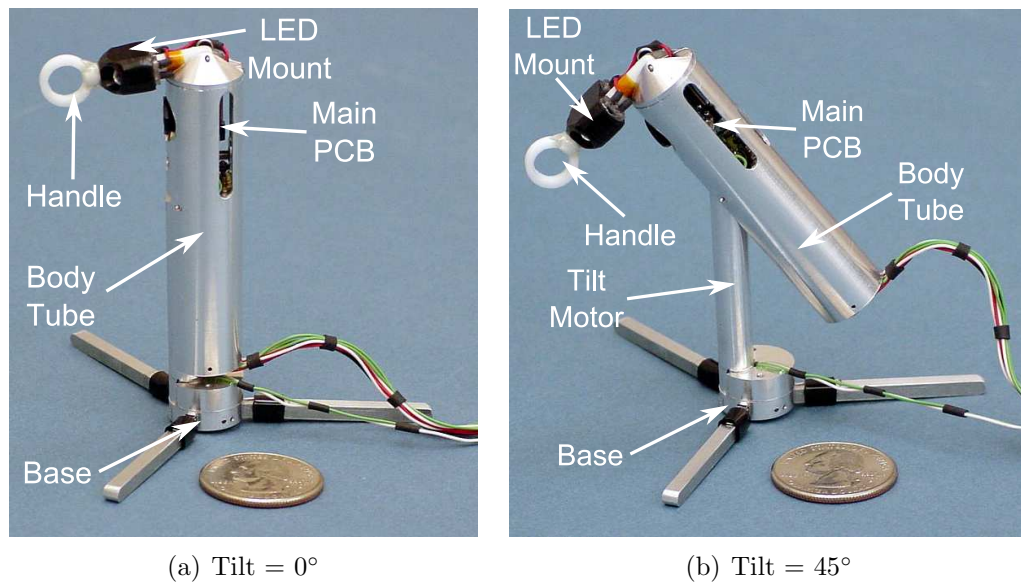 LED
Mount
Main
PCB
Handle
Body
Tube
Base
LED
Mount
Main
PCB
Body
Tube
Handle
Tilt
Motor
Base
(a) Tilt = 0°
(b) Tilt = 45°